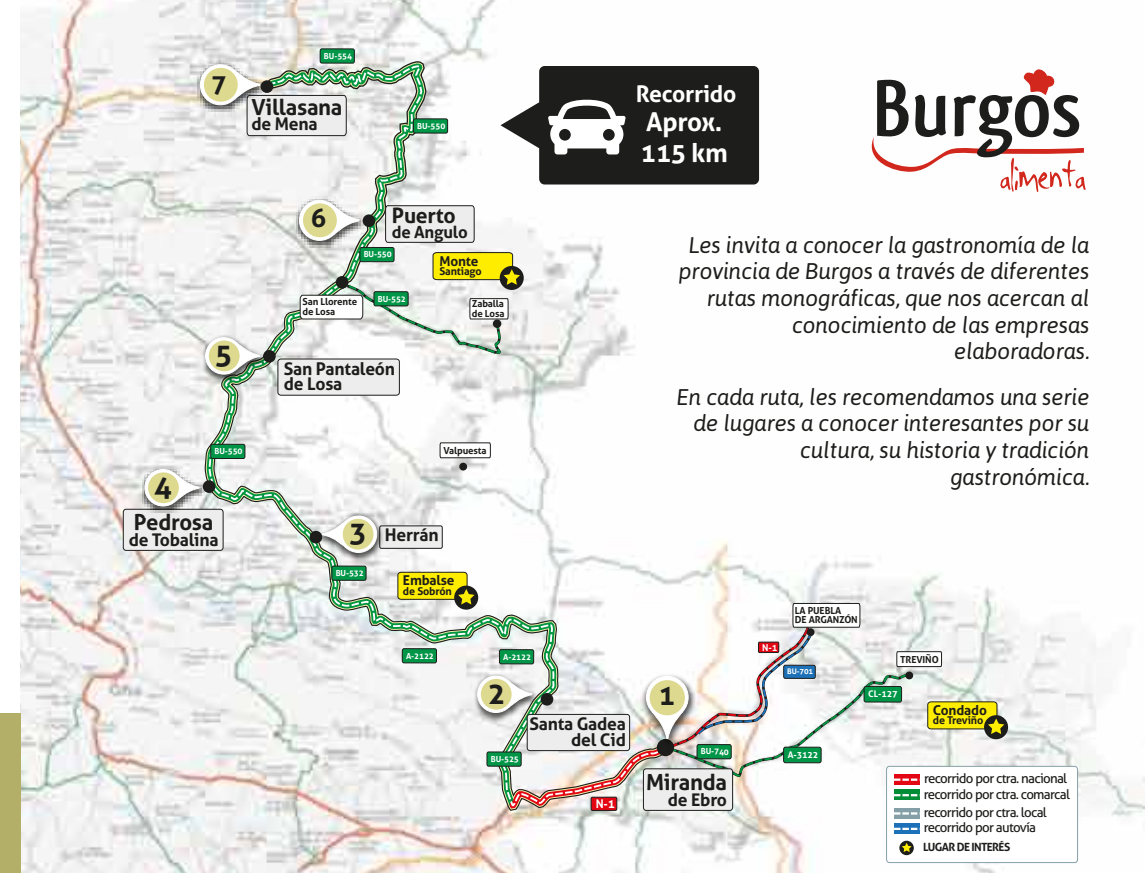 BU-554
7
Villasana
de Mena
BU-550
Recorrido
Aprox.
115 km
Burgos
alimenta
6
Puerto
de Angulo
BU-550
Monte
Santiago
San Llorente
de Losa
BU-552
Zaballa
de Losa
Les invita a conocer la gastronomía de la
provincia de Burgos a través de diferentes
rutas monográficas, que nos acercan al
conocimiento de las empresas
elaboradoras.
5
San Pantaleón
de Losa
En cada ruta, les recomendamos una serie
de lugares a conocer interesantes por su
cultura, su historia y tradición
gastronómica.
BU-550
Valpuesta
4
Pedrosa
de Tobalina
3
Herrán
BU-532
Embalse
de Sobrón
A-2122
A-2122
LA PUEBLA
DE ARGANZÓN
N-1
BU-701
TREVIÑO
CL-127
Condado
de Treviño
2
Santa Gadea
del Cid
1
BU-525
BU-740
A-3122
Miranda
de Ebro
N-1
recorrido por ctra. nacional
recorrido por ctra. comarcal
recorrido por ctra. local
recorrido por autovía
LUGAR DE INTERÉS